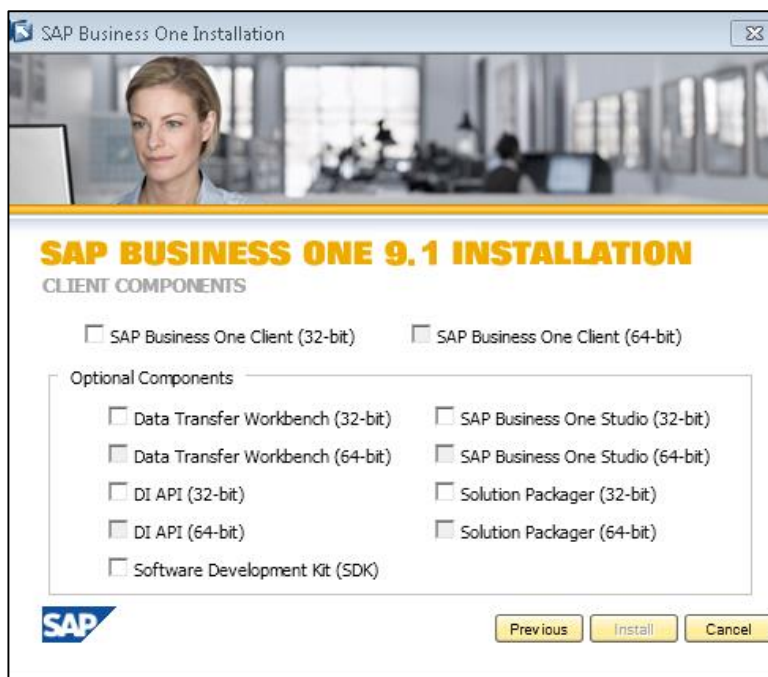 SAP Business One Installation
SAP BUSINESS ONE 9.1 INSTALLATION
CLIENT COMPONENTS
SAP Business One Client (32-bit) SAP Business One Client (64-bit)
Optional Components
Data Transfer Workbench (32-bit) SAP Business One Studio (32-bit)
Data Transfer Workbench (64-bit) SAP Business One Studio (64-bit)
DI API (32-bit) Solution Packager (32-bit)
DI API (64-bit) Solution Packager (64-bit)
Software Development Kit (SDK)
SAP Previous Install Cancel